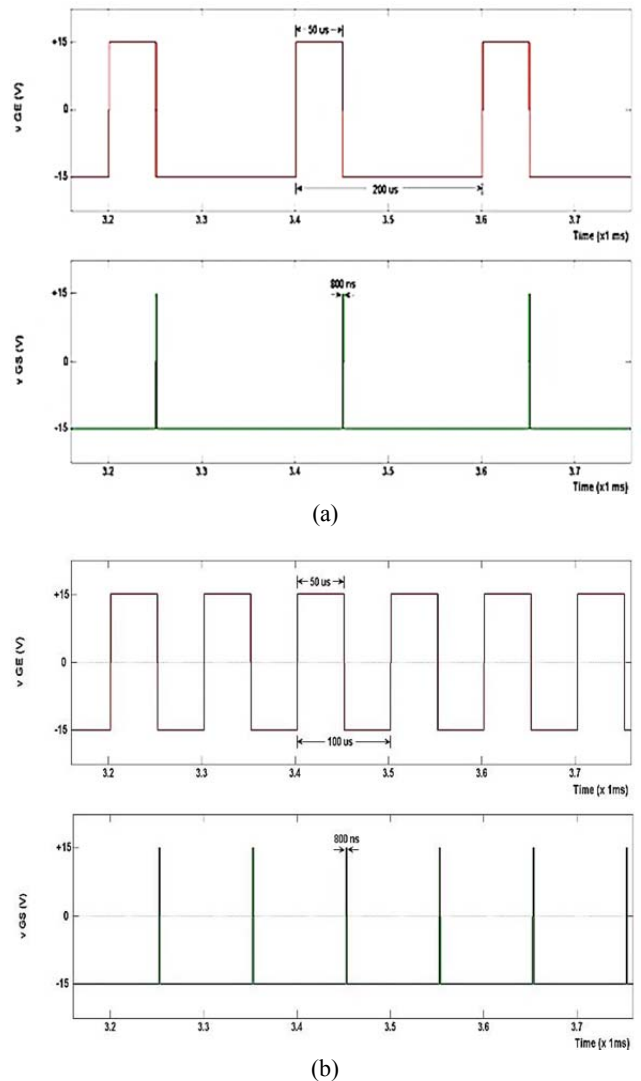 50 us
+15
0
-15
v GE (V)
200 us
3.2 3.3 3.4 3.5 3.6 3.7
Time (x1 ms)
800 ns
+15
0
-15
v GS (V)
3.2 3.3 3.4 3.5 3.6 3.7
Time (x1 ms)
(a)
50 us
+15
0
-15
v GE (V)
100 us
3.2 3.3 3.4 3.5 3.6 3.7
Time (x 1ms)
800 ns
+15
0
-15
v GS (V)
3.2 3.3 3.4 3.5 3.6 3.7
Time (x 1ms)
(b)